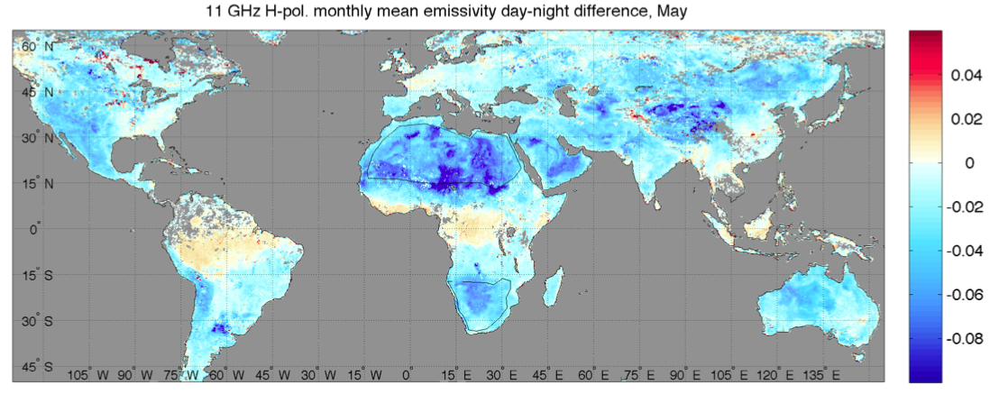 11 GHz H-pol. monthly mean emissivity day-night difference, May
60° N
45° N
30° N
15° N
0°
15° S
30° S
45° S
105° W 90° W 75° W 60° W 45° W 30° W 15° W 0° 15° E 30° E 45° E 60° E 75° E 90° E 105° E 120° E 135° E
0.04
0.02
0
-0.02
-0.04
-0.06
-0.08